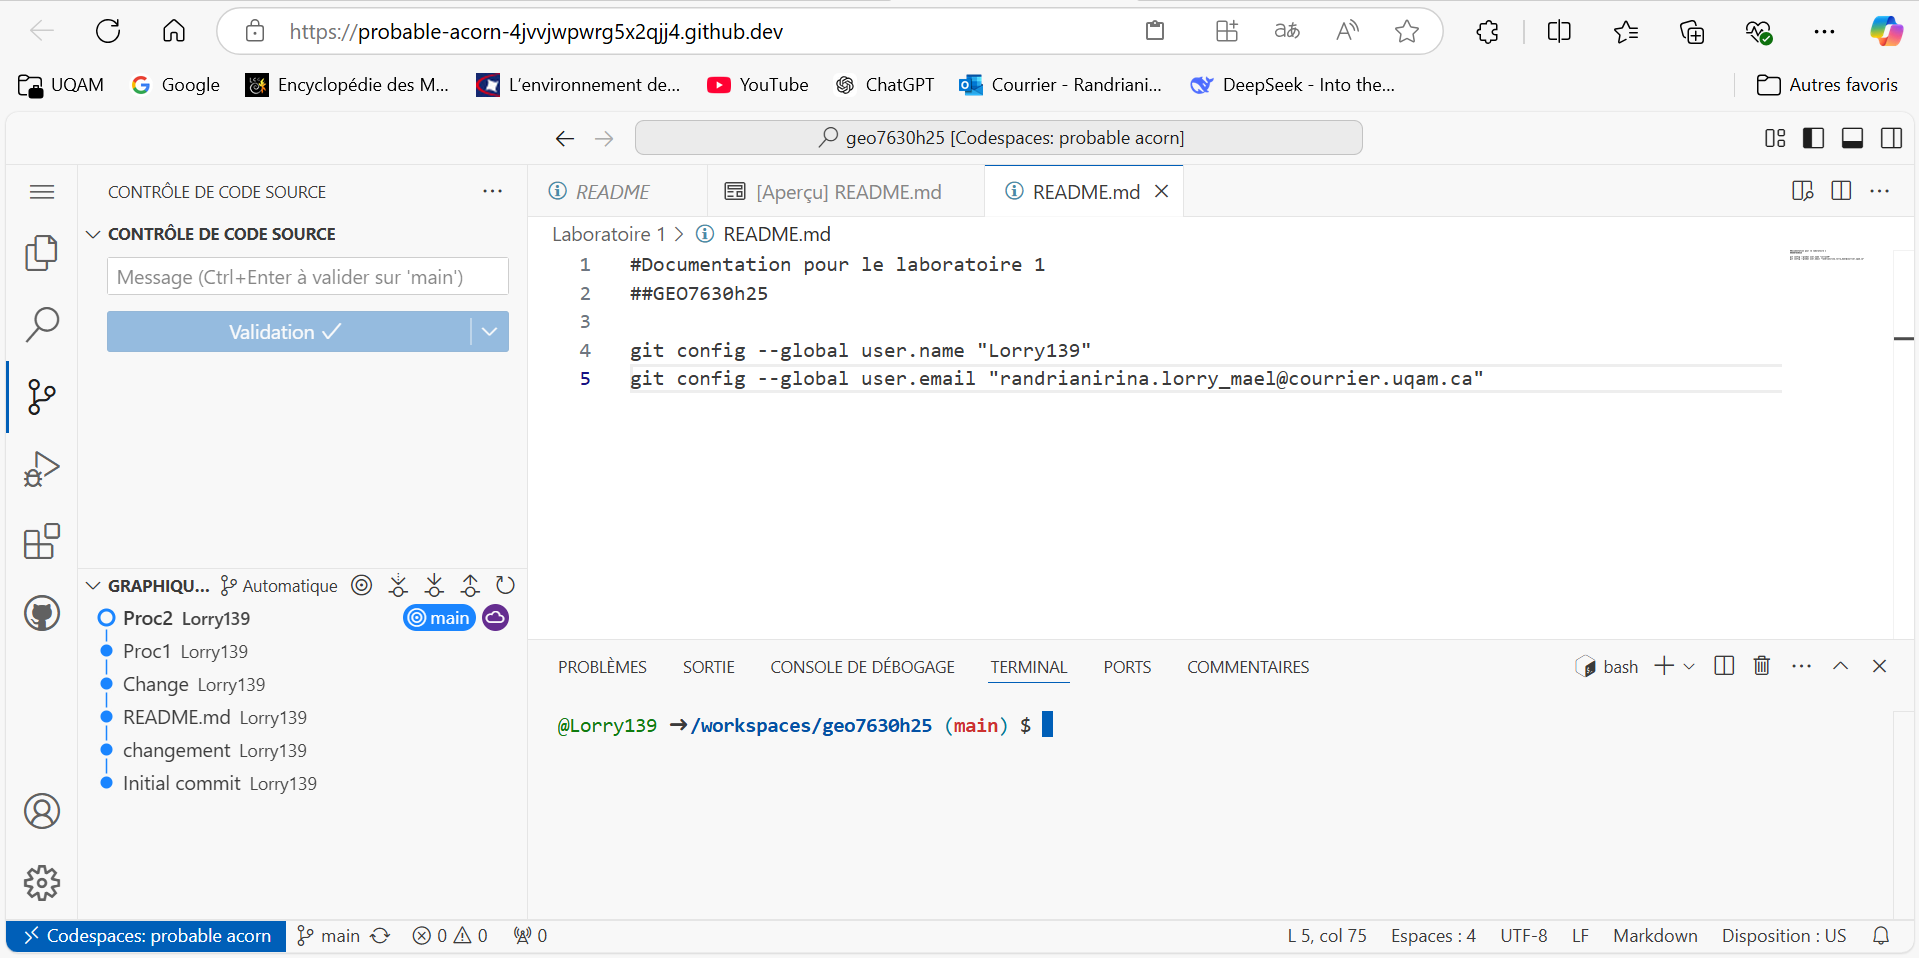 https://probable-acorn-4jvvjwpwrg5x2qjj4.github.dev
UQAM Google Encyclopédie des M... L'environnement de... YouTube ChatGPT Courrier - Randriani... DeepSeek - Into the... Autres favoris
geo7630h25 [Codespaces: probable acorn]
CONTRÔLE DE CODE SOURCE
CONTRÔLE DE CODE SOURCE
Message (Ctrl+Enter à valider sur 'main')
Validation
GRAPHIQU... Automatique
Proc2 Lorry139 main
Proc1 Lorry139
Change Lorry139
README.md Lorry139
changement Lorry139
Initial commit Lorry139
README [Aperçu] README.md README.md
Laboratoire 1 > README.md
1 #Documentation pour le laboratoire 1
2 ##GEO7630h25
3
4 git config --global user.name "Lorry139"
5 git config --global user.email "randrianirina.lorry_mael@courrier.uqam.ca"
PROBLÈMES SORTIE CONSOLE DE DÉBOGAGE TERMINAL PORTS COMMENTAIRES bash
@Lorry139 ➜/workspaces/geo7630h25 (main) $
Codespaces: probable acorn main 0 0 0 L 5, col 75 Espaces : 4 UTF-8 LF Markdown Disposition : US